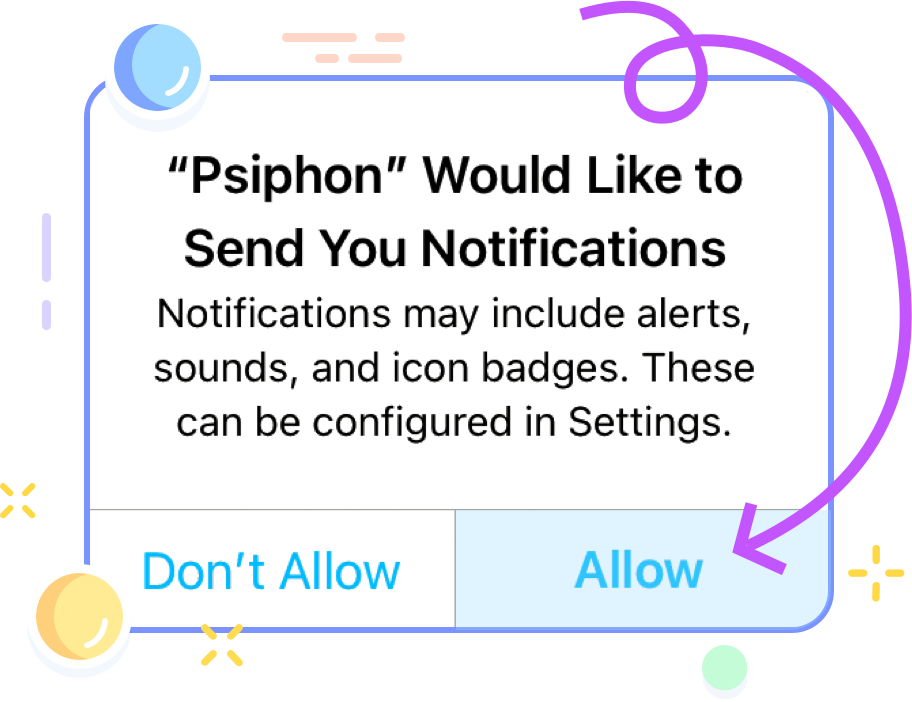 “Psiphon” Would Like to
Send You Notifications
Notifications may include alerts,
sounds, and icon badges. These
can be configured in Settings.
Don’t Allow
Allow